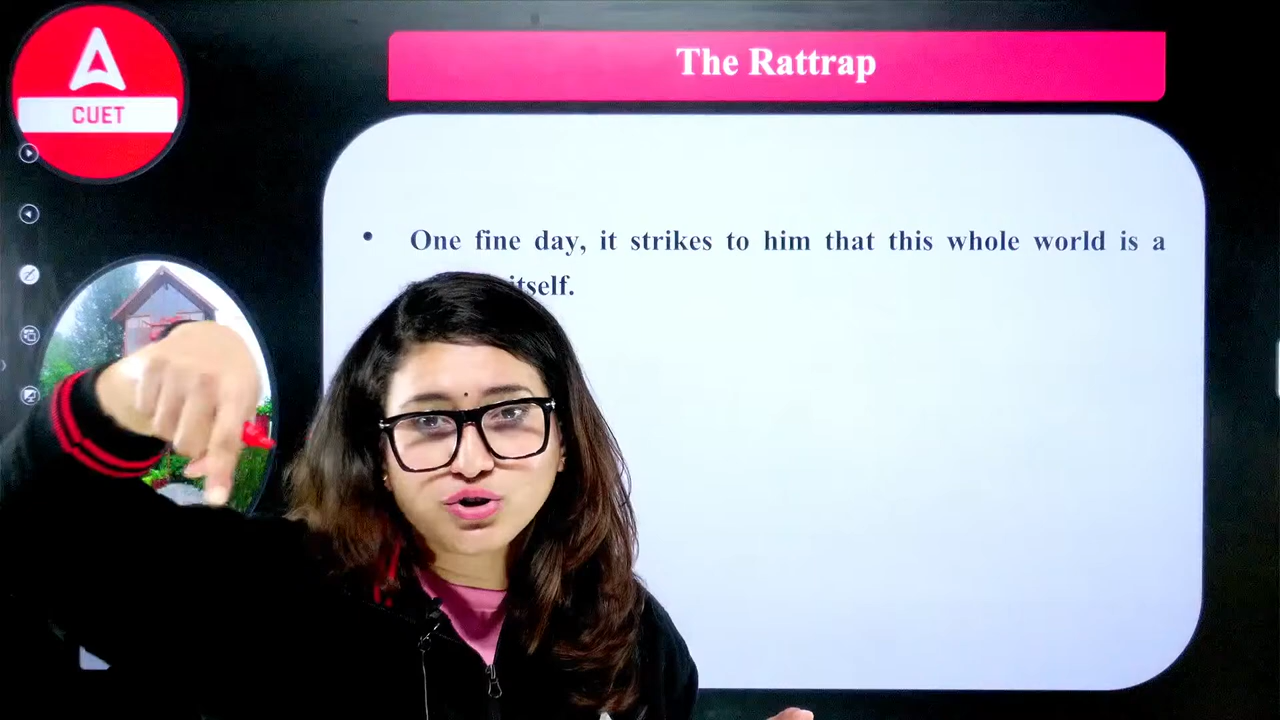 The Rattrap
CUET
• One fine day, it strikes to him that this whole world is a
itself.